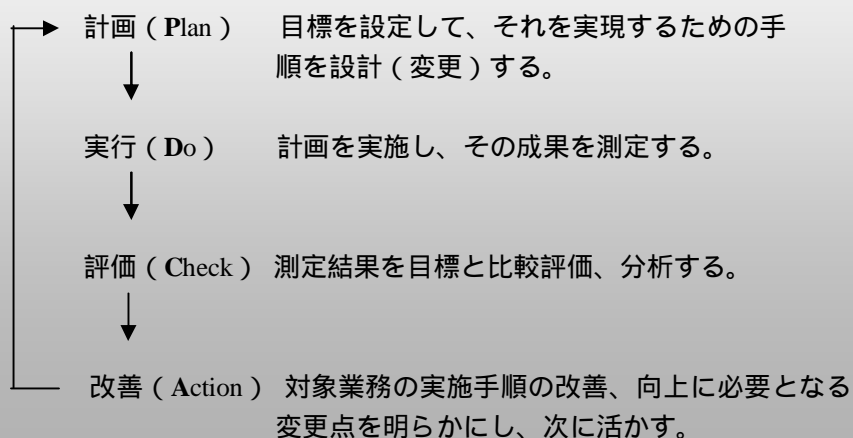 計画（Plan） 目標を設定して、それを実現するための手
順を設計（変更）する。
実行（Do） 計画を実施し、その成果を測定する。
評価（Check） 測定結果を目標と比較評価、分析する。
改善（Action） 対象業務の実施手順の改善、向上に必要となる
変更点を明らかにし、次に活かす。